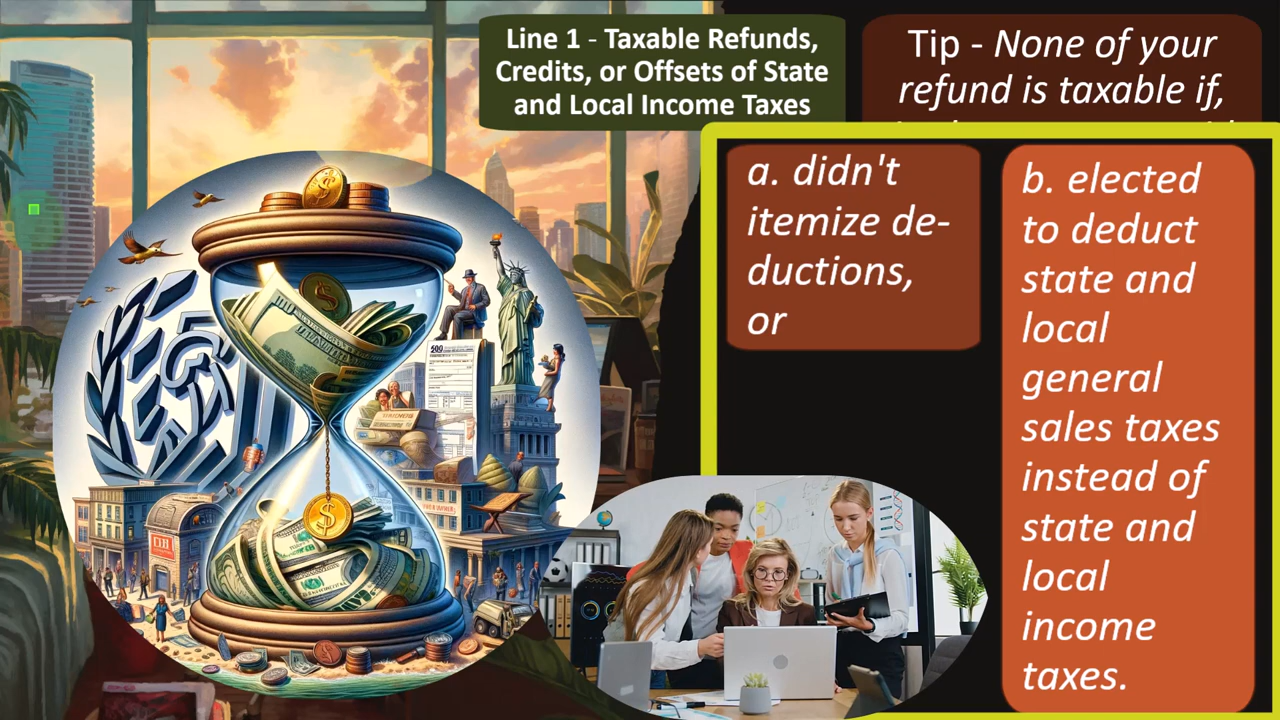 Line 1 - Taxable Refunds,
Credits, or Offsets of State
and Local Income Taxes
Tip - None of your
refund is taxable if,
a. didn't
itemize de-
ductions,
or
b. elected
to deduct
state and
local
general
sales taxes
instead of
state and
local
income
taxes.
100
500